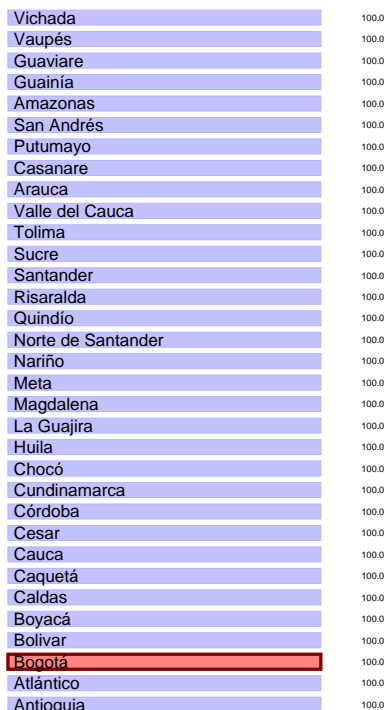 Vichada 100.0
Vaupés 100.0
Guaviare 100.0
Guainía 100.0
Amazonas 100.0
San Andrés 100.0
Putumayo 100.0
Casanare 100.0
Arauca 100.0
Valle del Cauca 100.0
Tolima 100.0
Sucre 100.0
Santander 100.0
Risaralda 100.0
Quindío 100.0
Norte de Santander 100.0
Nariño 100.0
Meta 100.0
Magdalena 100.0
La Guajira 100.0
Huila 100.0
Chocó 100.0
Cundinamarca 100.0
Córdoba 100.0
Cesar 100.0
Cauca 100.0
Caquetá 100.0
Caldas 100.0
Boyacá 100.0
Bolivar 100.0
Bogotá 100.0
Atlántico 100.0
Antioquia 100.0